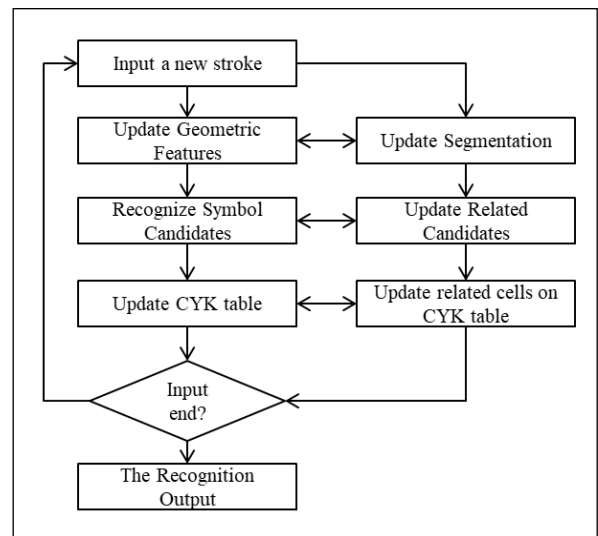 Input a new stroke
Update Geometric
Features
Update Segmentation
Recognize Symbol
Candidates
Update Related
Candidates
Update CYK table
Update related cells on
CYK table
Input
end?
The Recognition
Output